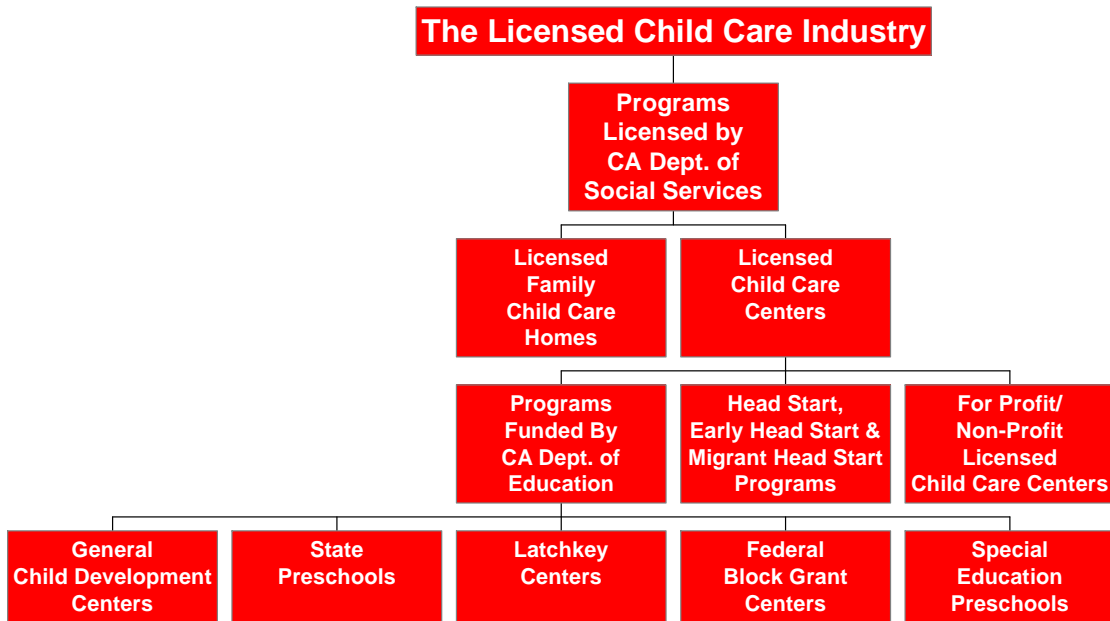 The Licensed Child Care Industry
Programs
Licensed by
CA Dept. of
Social Services
Licensed
Family
Child Care
Homes
Licensed
Child Care
Centers
Programs
Funded By
CA Dept. of
Education
Head Start,
Early Head Start &
Migrant Head Start
Programs
For Profit/
Non-Profit
Licensed
Child Care Centers
General
Child Development
Centers
State
Preschools
Latchkey
Centers
Federal
Block Grant
Centers
Special
Education
Preschools